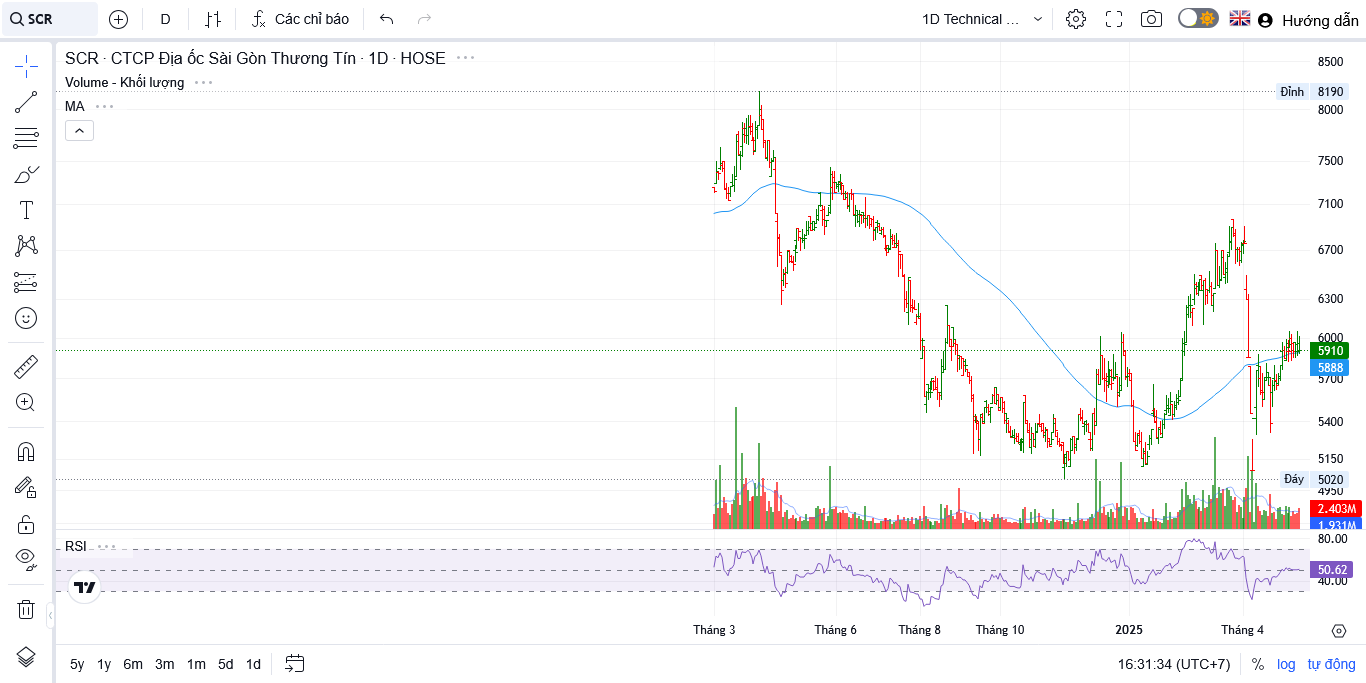 SCR D Các chỉ báo 1D Technical ... Hướng dẫn
SCR · CTCP Địa ốc Sài Gòn Thương Tín · 1D · HOSE
Volume - Khối lượng
MA
8500
Đỉnh 8190
8000
7500
7100
6700
6300
6000
5910
5888
5700
5400
5150
Đáy 5020
4950
2.403M
1.931M
RSI
80.00
50.62
40.00
Tháng 3 Tháng 6 Tháng 8 Tháng 10 2025 Tháng 4
5y 1y 6m 3m 1m 5d 1d 16:31:34 (UTC+7) % log tự động